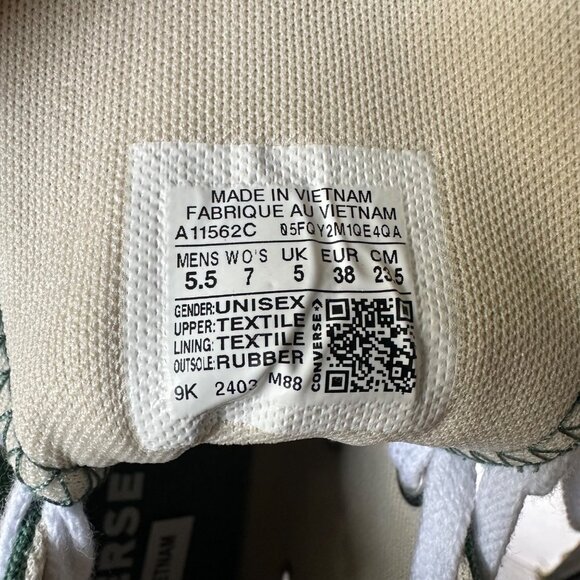 MADE IN VIETNAM
FABRIQUE AU VIETNAM
A11562C 05FQY2M1QE4QA
MENS WO'S UK EUR CM
5.5 7 5 38 23.5
GENDER: UNISEX
UPPER: TEXTILE
LINING: TEXTILE
OUTSOLE: RUBBER
CONVERSE
9K 2403 M88
ERSE